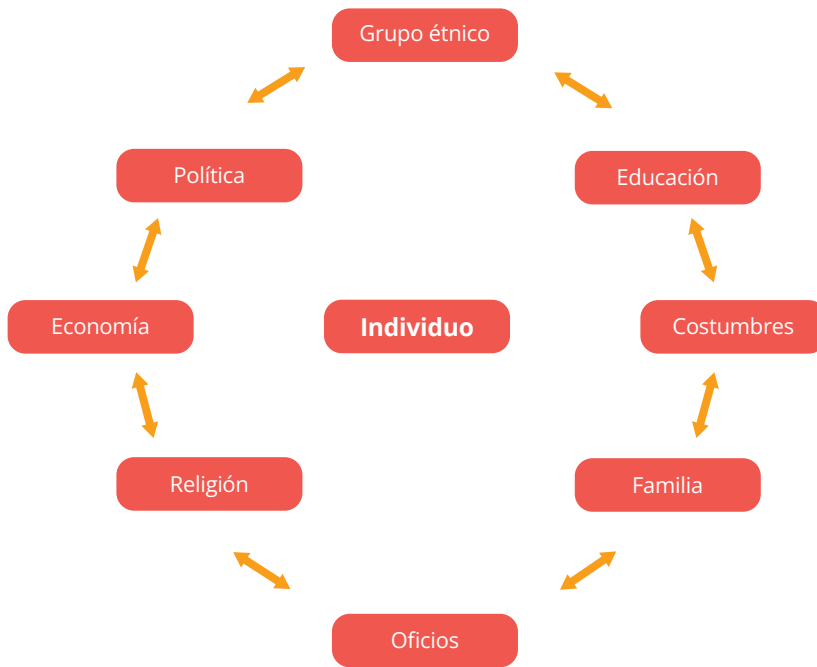 Grupo étnico
Política
Educación
Economía
Individuo
Costumbres
Religión
Familia
Oficios